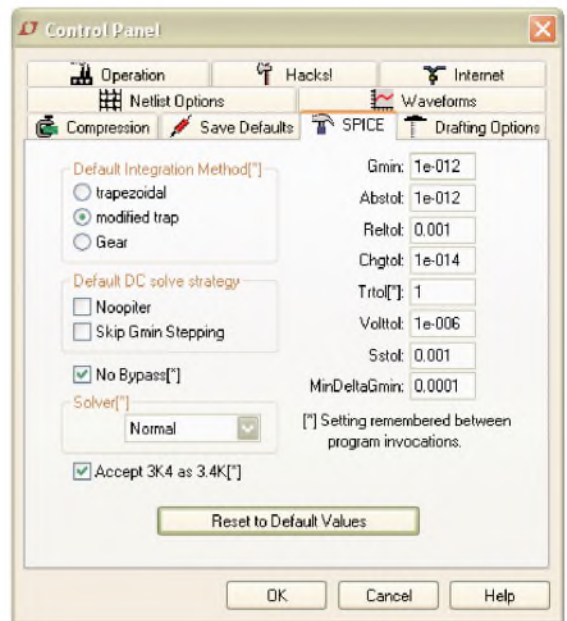 Control Panel
Operation
Hacks!
Internet
Netlist Options
Waveforms
Compression
Save Defaults
SPICE
Drafting Options
Default Integration Method[*]
trapezoidal
modified trap
Gear
Default DC solve strategy
Noopiter
Skip Gmin Stepping
No Bypass[*]
Solver[*]
Normal
Accept 3K4 as 3.4K[*]
Gmin: 1e-012
Abstol: 1e-012
Reltol: 0.001
Chgtol: 1e-014
Trtol[*]: 1
Volttol: 1e-006
Sstol: 0.001
MinDeltaGmin: 0.0001
[*] Setting remembered between
program invocations.
Reset to Default Values
OK
Cancel
Help